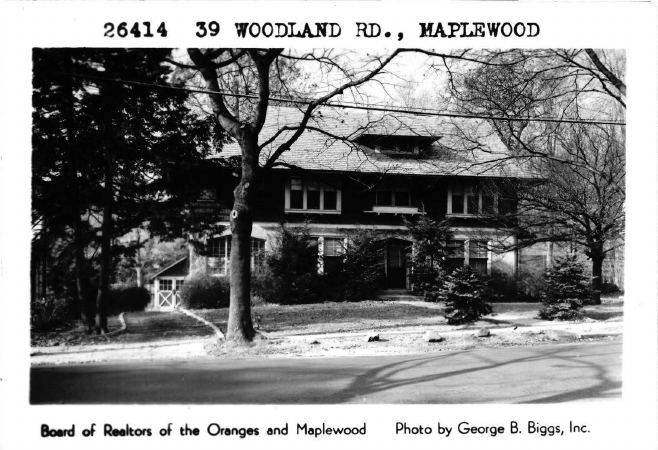 26414 39 WOODLAND RD., MAPLEWOOD
Board of Realtors of the Oranges and Maplewood Photo by George B. Biggs, Inc.